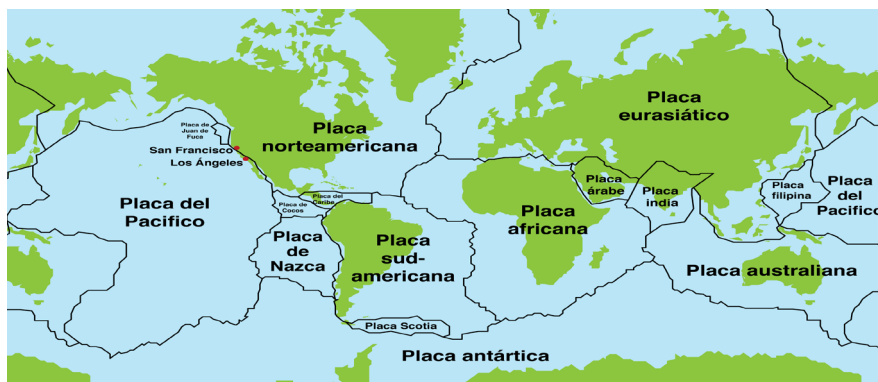 Placa de
Juan de
Fuca
San Francisco
Los Ángeles
Placa
norteamericana
Placa
eurasiático
Placa del
Pacifico
Placa de
Cocos
Placa del
Caribe
Placa
de
Nazca
Placa
sud-
americana
Placa
africana
Placa
árabe
Placa
india
Placa
filipina
Placa
del
Pacifico
Placa australiana
Placa Scotia
Placa antártica